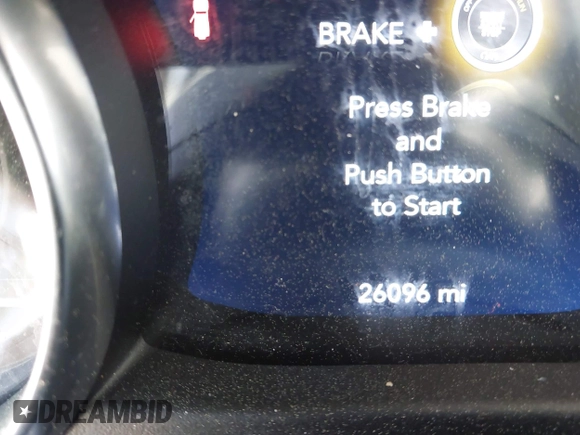 BRAKE +
Press Brake
and
Push Button
to Start
26096 mi
DREAMBID